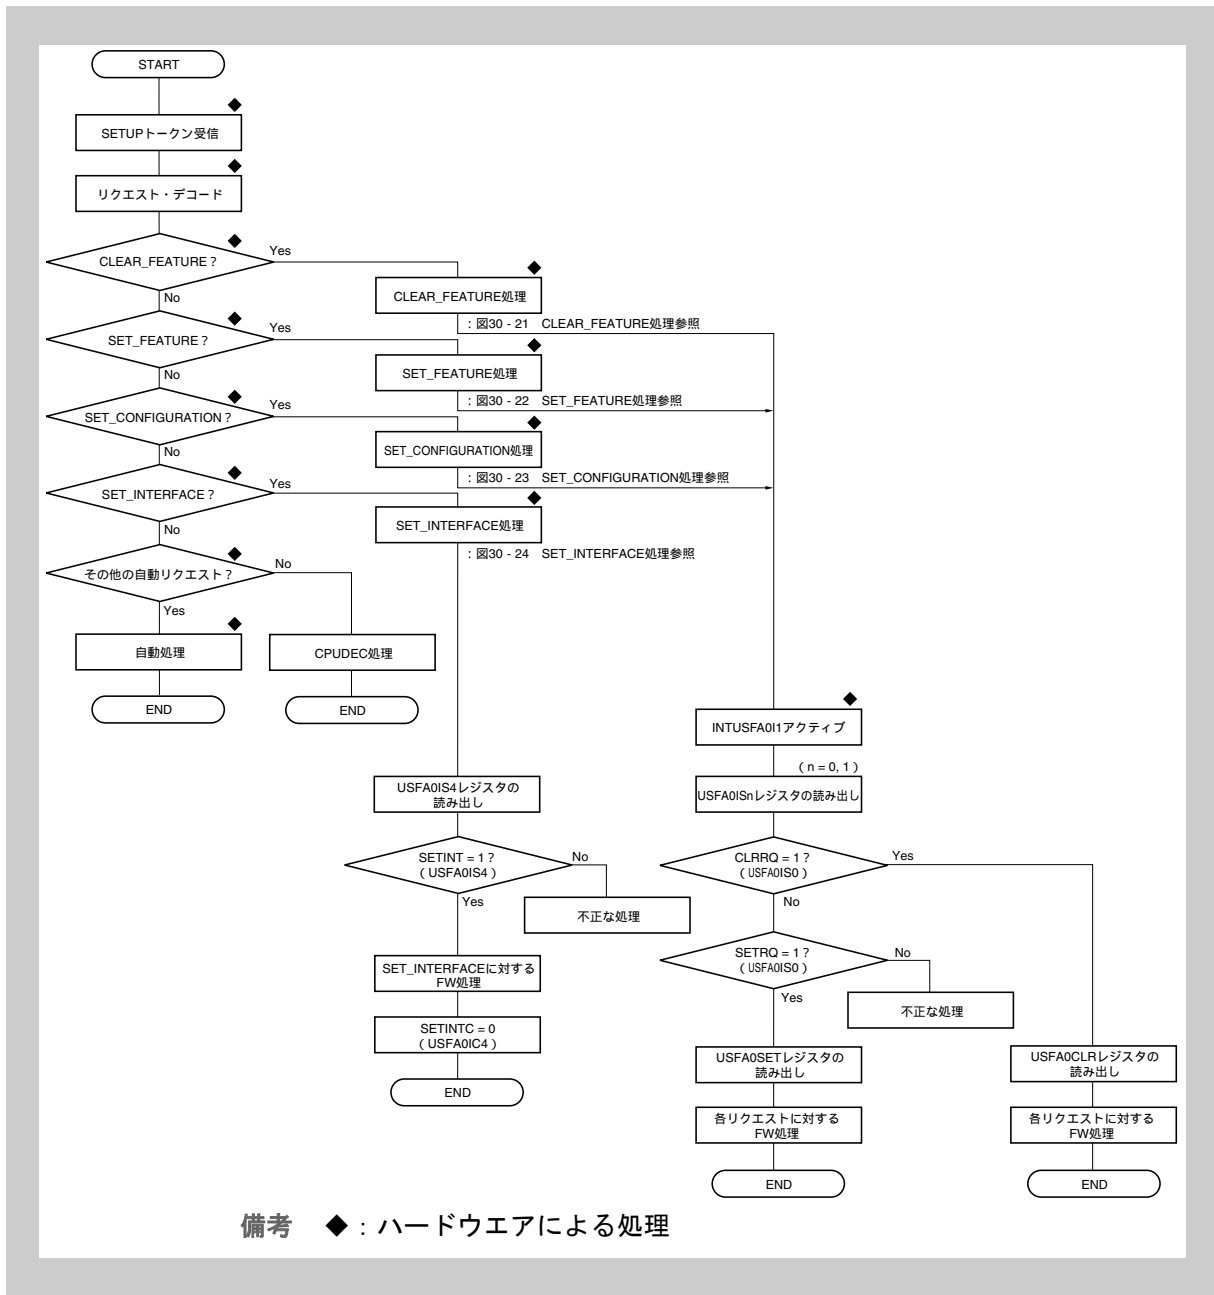 START
SETUPトークン受信
リクエスト・デコード
CLEAR_FEATURE？
Yes
No
CLEAR_FEATURE処理
：図30 - 21　CLEAR_FEATURE処理参照
SET_FEATURE？
Yes
No
SET_FEATURE処理
：図30 - 22　SET_FEATURE処理参照
SET_CONFIGURATION？
Yes
No
SET_CONFIGURATION処理
：図30 - 23　SET_CONFIGURATION処理参照
SET_INTERFACE？
Yes
No
SET_INTERFACE処理
：図30 - 24　SET_INTERFACE処理参照
その他の自動リクエスト？
No
Yes
自動処理
CPUDEC処理
END
END
INTUSFA0I1アクティブ
（n = 0, 1）
USFA0IS4レジスタの
読み出し
USFA0ISnレジスタの読み出し
SETINT = 1？
（USFA0IS4）
No
Yes
不正な処理
SET_INTERFACEに対する
FW処理
SETINTC = 0
（USFA0IC4）
END
CLRRQ = 1？
（USFA0IS0）
Yes
No
SETRQ = 1？
（USFA0IS0）
No
Yes
不正な処理
USFA0SETレジスタの
読み出し
各リクエストに対する
FW処理
END
USFA0CLRレジスタの
読み出し
各リクエストに対する
FW処理
END
備考　◆：ハードウエアによる処理